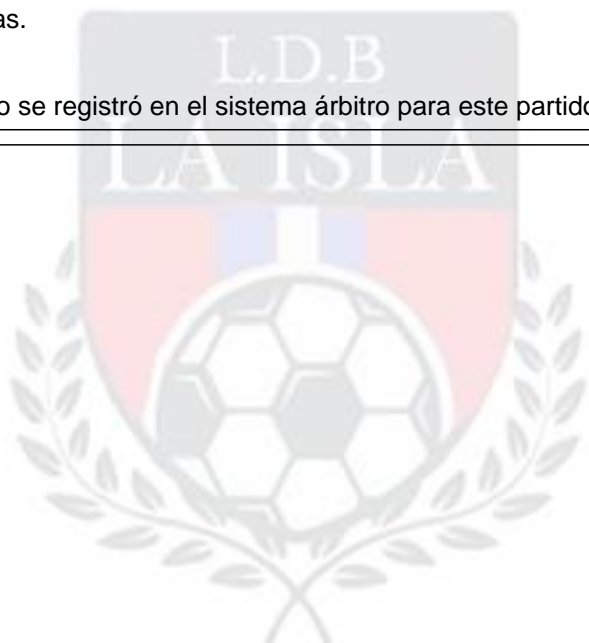 as.
L.D.B
o se registró en el sistema árbitro para este partido
LA ISLA